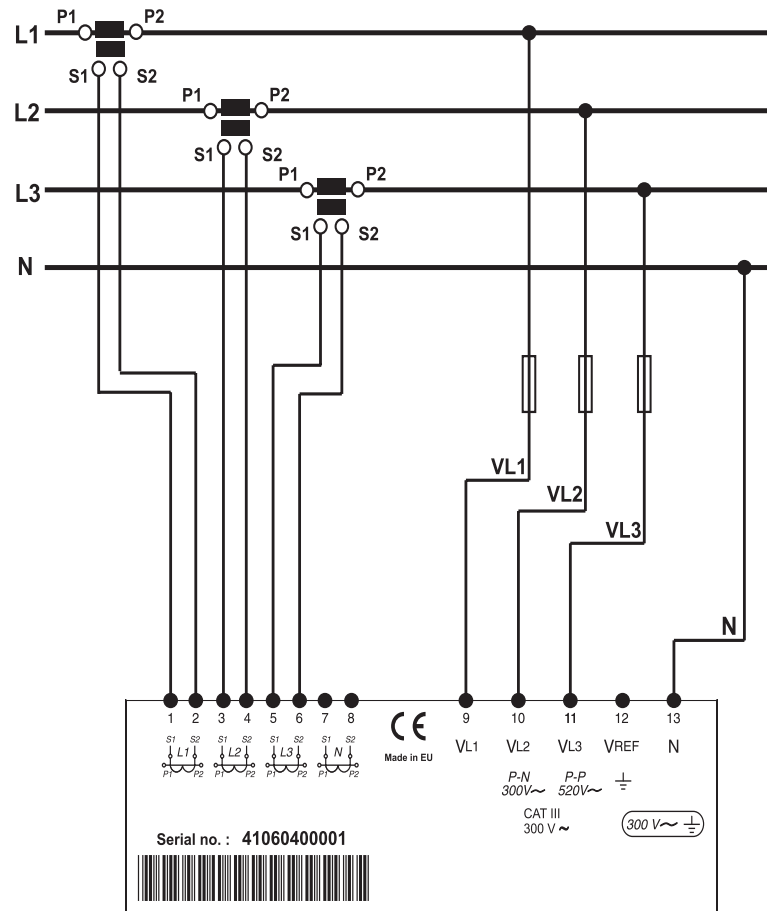 P1 P2
L1
S1 S2
P1 P2
L2
S1 S2
P1 P2
L3
S1 S2
N
VL1
VL2
VL3
N
1 2 3 4 5 6 7 8 9 10 11 12 13
S1 S2 S1 S2 S1 S2 S1 S2
L1 L2 L3 N
P1 P2 P1 P2 P1 P2 P1 P2
CE
Made in EU
VL1 VL2 VL3 VREF N
P-N P-P
300V~ 520V~
CAT III
300 V ~
300 V~
Serial no. : 41060400001